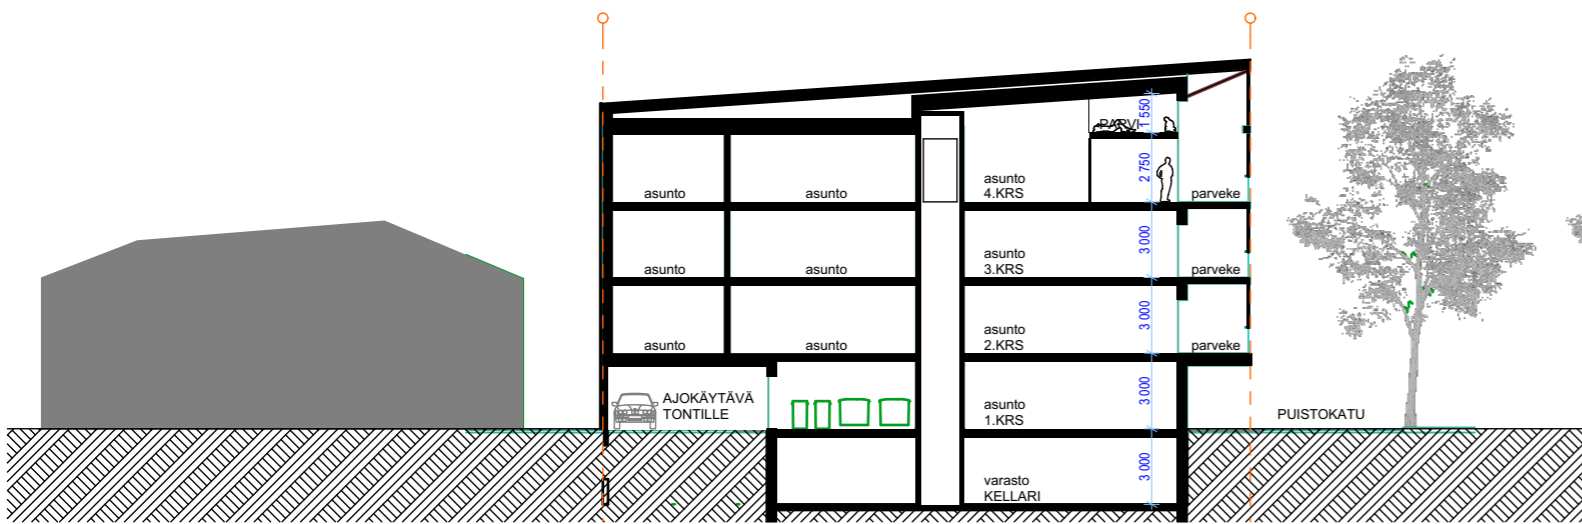 1 550
PARVI
2 750
asunto
asunto
asunto
4.KRS
parveke
3 000
asunto
asunto
asunto
3.KRS
parveke
3 000
asunto
asunto
asunto
2.KRS
parveke
3 000
AJOKÄYTÄVÄ
TONTILLE
asunto
1.KRS
PUISTOKATU
3 000
varasto
KELLARI